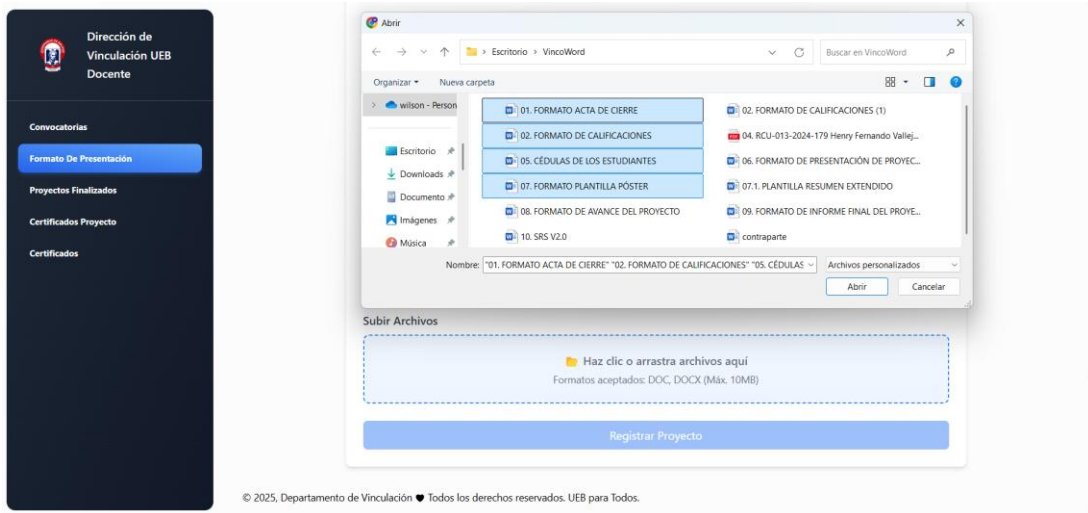 Dirección de
Vinculación UEB
Docente
Convocatorias
Formato De Presentación
Proyectos Finalizados
Certificados Proyecto
Certificados
Abrir
Escritorio > VincoWord
Buscar en VincoWord
Organizar
Nueva carpeta
wilson - Person
Escritorio
Downloads
Documento
Imágenes
Música
01. FORMATO ACTA DE CIERRE
02. FORMATO DE CALIFICACIONES (1)
02. FORMATO DE CALIFICACIONES
04. RCU-013-2024-179 Henry Fernando Vallej...
05. CÉDULAS DE LOS ESTUDIANTES
06. FORMATO DE PRESENTACIÓN DE PROYEC...
07. FORMATO PLANTILLA PÓSTER
07.1. PLANTILLA RESUMEN EXTENDIDO
08. FORMATO DE AVANCE DEL PROYECTO
09. FORMATO DE INFORME FINAL DEL PROYE...
10. SRS V2.0
contraparte
Nombre: "01. FORMATO ACTA DE CIERRE" "02. FORMATO DE CALIFICACIONES" "05. CÉDULAS
Archivos personalizados
Abrir
Cancelar
Subir Archivos
Haz clic o arrastra archivos aquí
Formatos aceptados: DOC, DOCX (Máx. 10MB)
Registrar Proyecto
© 2025, Departamento de Vinculación ♥ Todos los derechos reservados. UEB para Todos.